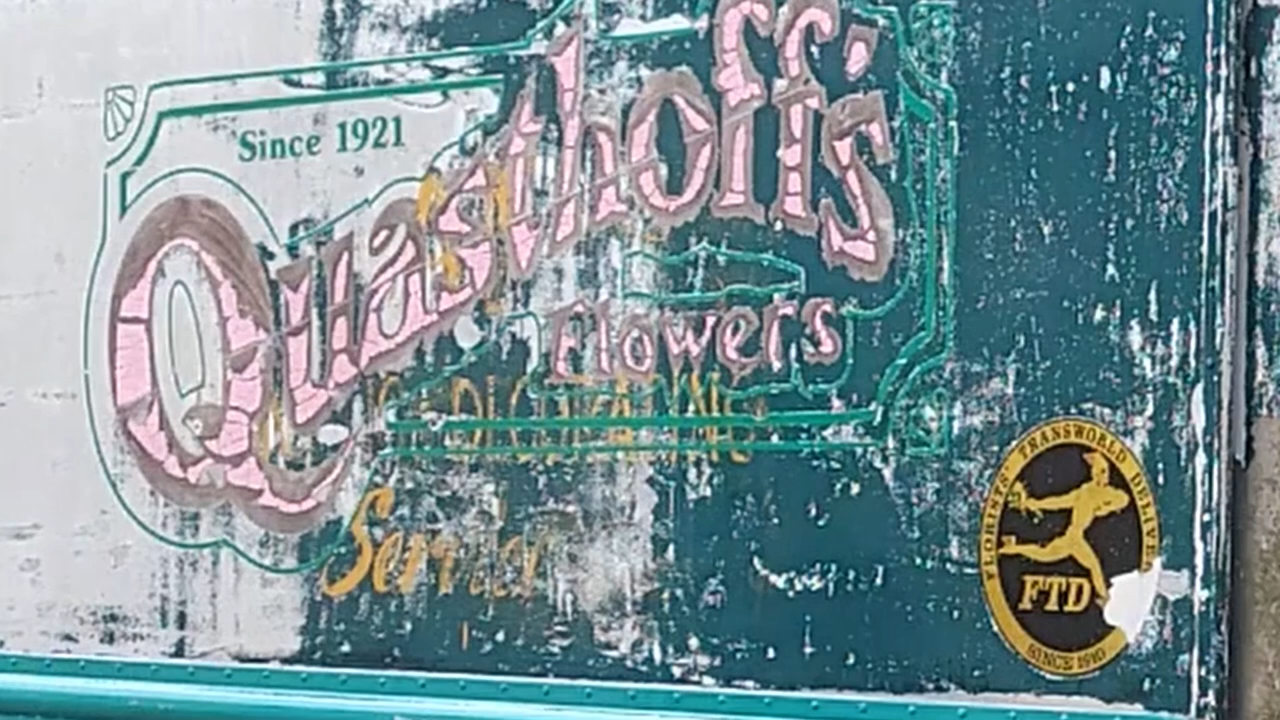 Since 1921
Quasthoff's
Flowers
Service
FLORISTS' TRANSWORLD DELIVE
FTD
SINCE 1910